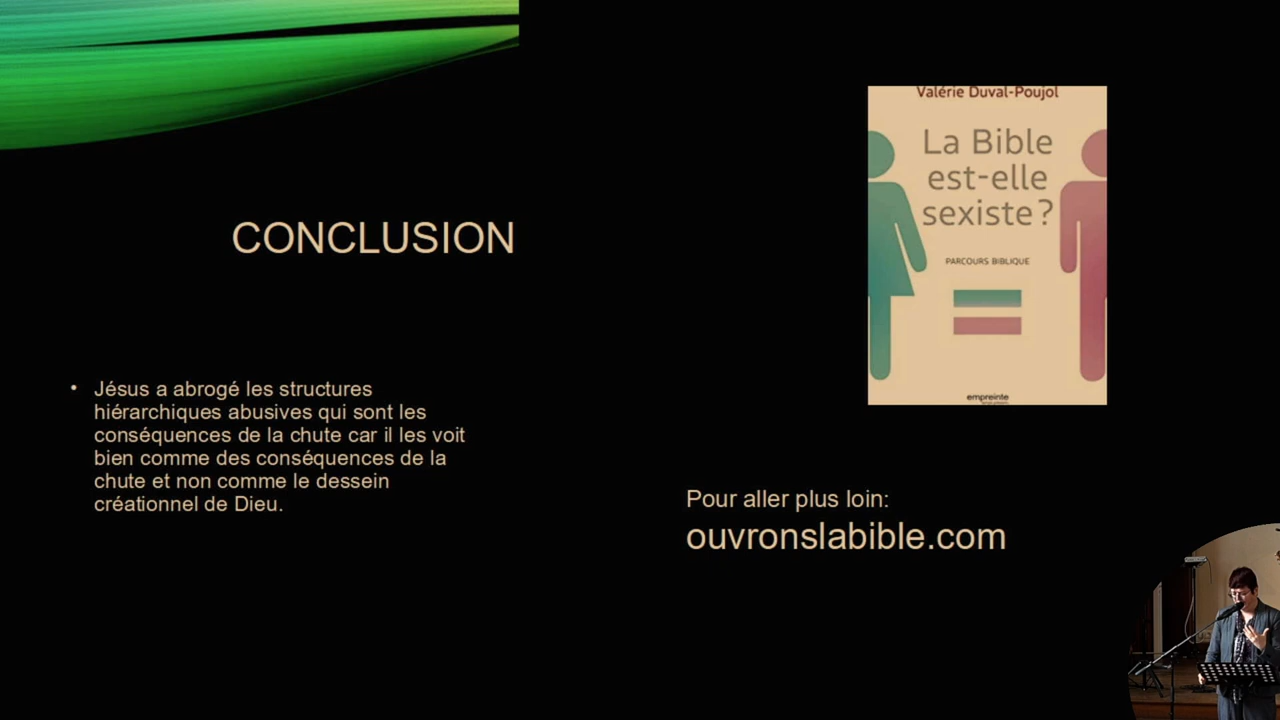 CONCLUSION
• Jésus a abrogé les structures
hiérarchiques abusives qui sont les
conséquences de la chute car il les voit
bien comme des conséquences de la
chute et non comme le dessein
créationnel de Dieu.
Valérie Duval-Poujol
La Bible
est-elle
sexiste ?
PARCOURS BIBLIQUE
empreinte
Pour aller plus loin:
ouvronslabible.com